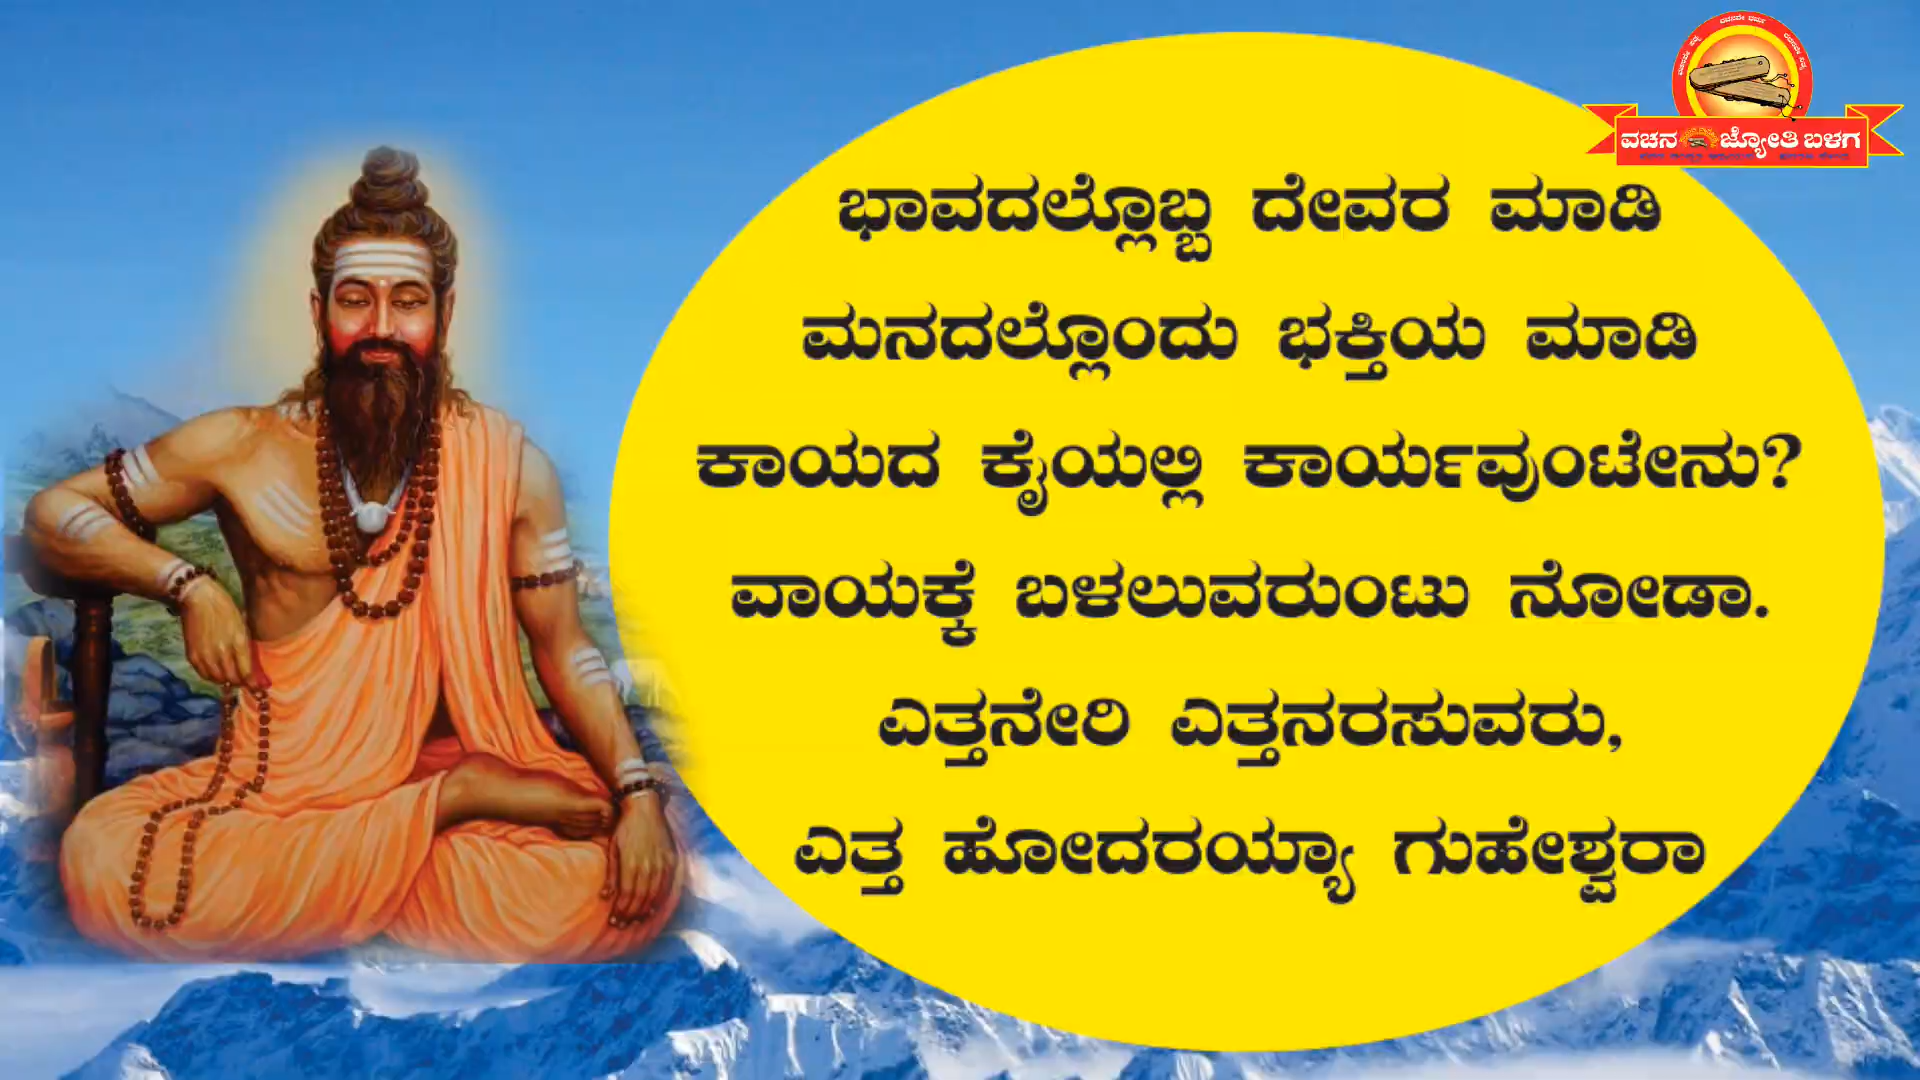 ವಚನ ಜ್ಯೋತಿ ಬಳಗ
ಭಾವದಲ್ಲೊಬ್ಬ ದೇವರ ಮಾಡಿ
ಮನದಲ್ಲೊಂದು ಭಕ್ತಿಯ ಮಾಡಿ
ಕಾಯದ ಕೈಯಲ್ಲಿ ಕಾರ್ಯವುಂಟೇನು?
ವಾಯಕ್ಕೆ ಬಳಲುವರುಂಟು ನೋಡಾ.
ಎತ್ತನೇರಿ ಎತ್ತನರಸುವರು,
ಎತ್ತ ಹೋದರಯ್ಯಾ ಗುಹೇಶ್ವರಾ